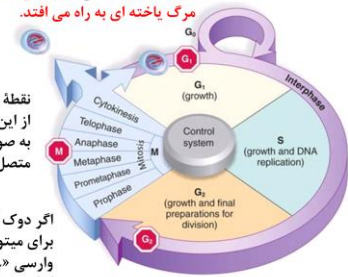 مرگ یاخته ای به راه می افتد.
G₀
G₁
G₁
(growth)
Interphase
Cytokinesis
Telophase
Anaphase
Metaphase
Prometaphase
Prophase
Mitosis
M
M
Control
system
S
(growth and DNA
replication)
G₂
(growth and final
preparations for
division)
G₂
نقطهٔ
از این
به صو
متصل
اگر دوک
برای میتو
وارسی «